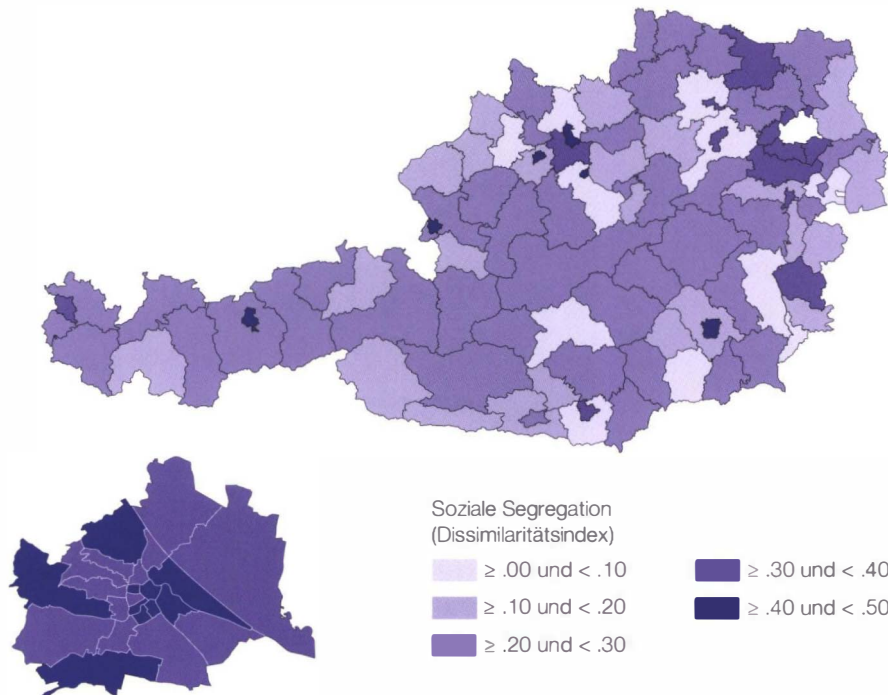 Soziale Segregation
(Dissimilaritätsindex)
≥ .00 und < .10
≥ .10 und < .20
≥ .20 und < .30
≥ .30 und < .40
≥ .40 und < .50